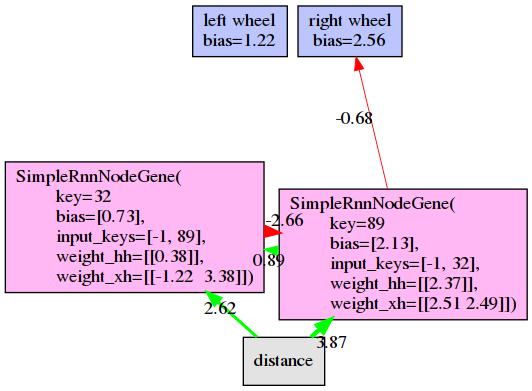 left wheel
bias=1.22
right wheel
bias=2.56
-0.68
SimpleRnnNodeGene(
key=32
bias=[0.73],
input_keys=[-1, 89],
weight_hh=[[0.38]],
weight_xh=[[-1.22 3.38]])
-2.66
0.89
SimpleRnnNodeGene(
key=89
bias=[2.13],
input_keys=[-1, 32],
weight_hh=[[2.37]],
weight_xh=[[2.51 2.49]])
2.62
3.87
distance